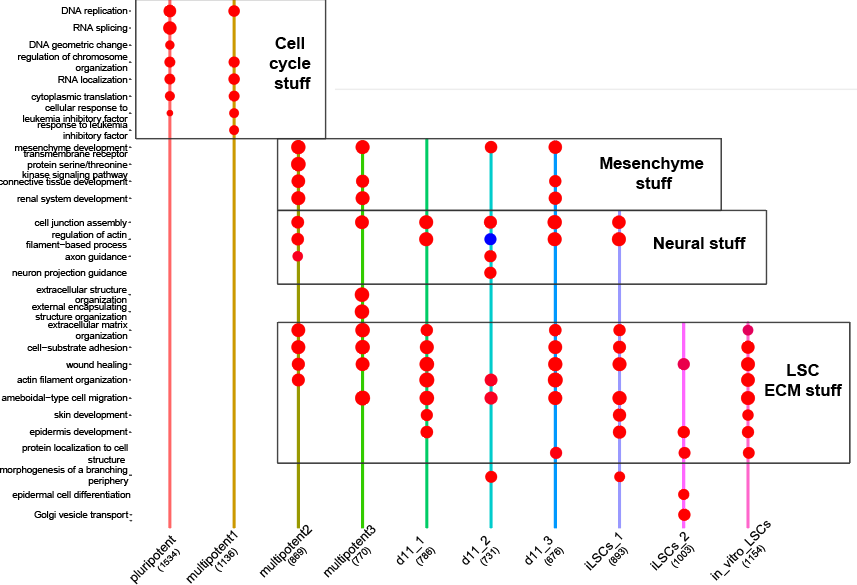 DNA replication
RNA splicing
DNA geometric change
regulation of chromosome
organization
RNA localization
cytoplasmic translation
cellular response to
leukemia inhibitory factor
response to leukemia
inhibitory factor
mesenchyme development
transmembrane receptor
protein serine/threonine
kinase signaling pathway
connective tissue development
renal system development
cell junction assembly
regulation of actin
filament−based process
axon guidance
neuron projection guidance
extracellular structure
organization
external encapsulating
structure organization
extracellular matrix
organization
cell−substrate adhesion
wound healing
actin filament organization
ameboidal−type cell migration
skin development
epidermis development
protein localization to cell
periphery
morphogenesis of a branching
structure
epidermal cell differentiation
Golgi vesicle transport
Cell
cycle
stuff
Mesenchyme
stuff
Neural stuff
LSC
ECM stuff
pluripotent
(1534)
multipotent1
(1136)
multipotent2
(889)
multipotent3
(770)
d11_1
(786)
d11_2
(731)
d11_3
(676)
iLSCs_1
(893)
iLSCs_2
(1003)
in_vitro_LSCs
(1154)